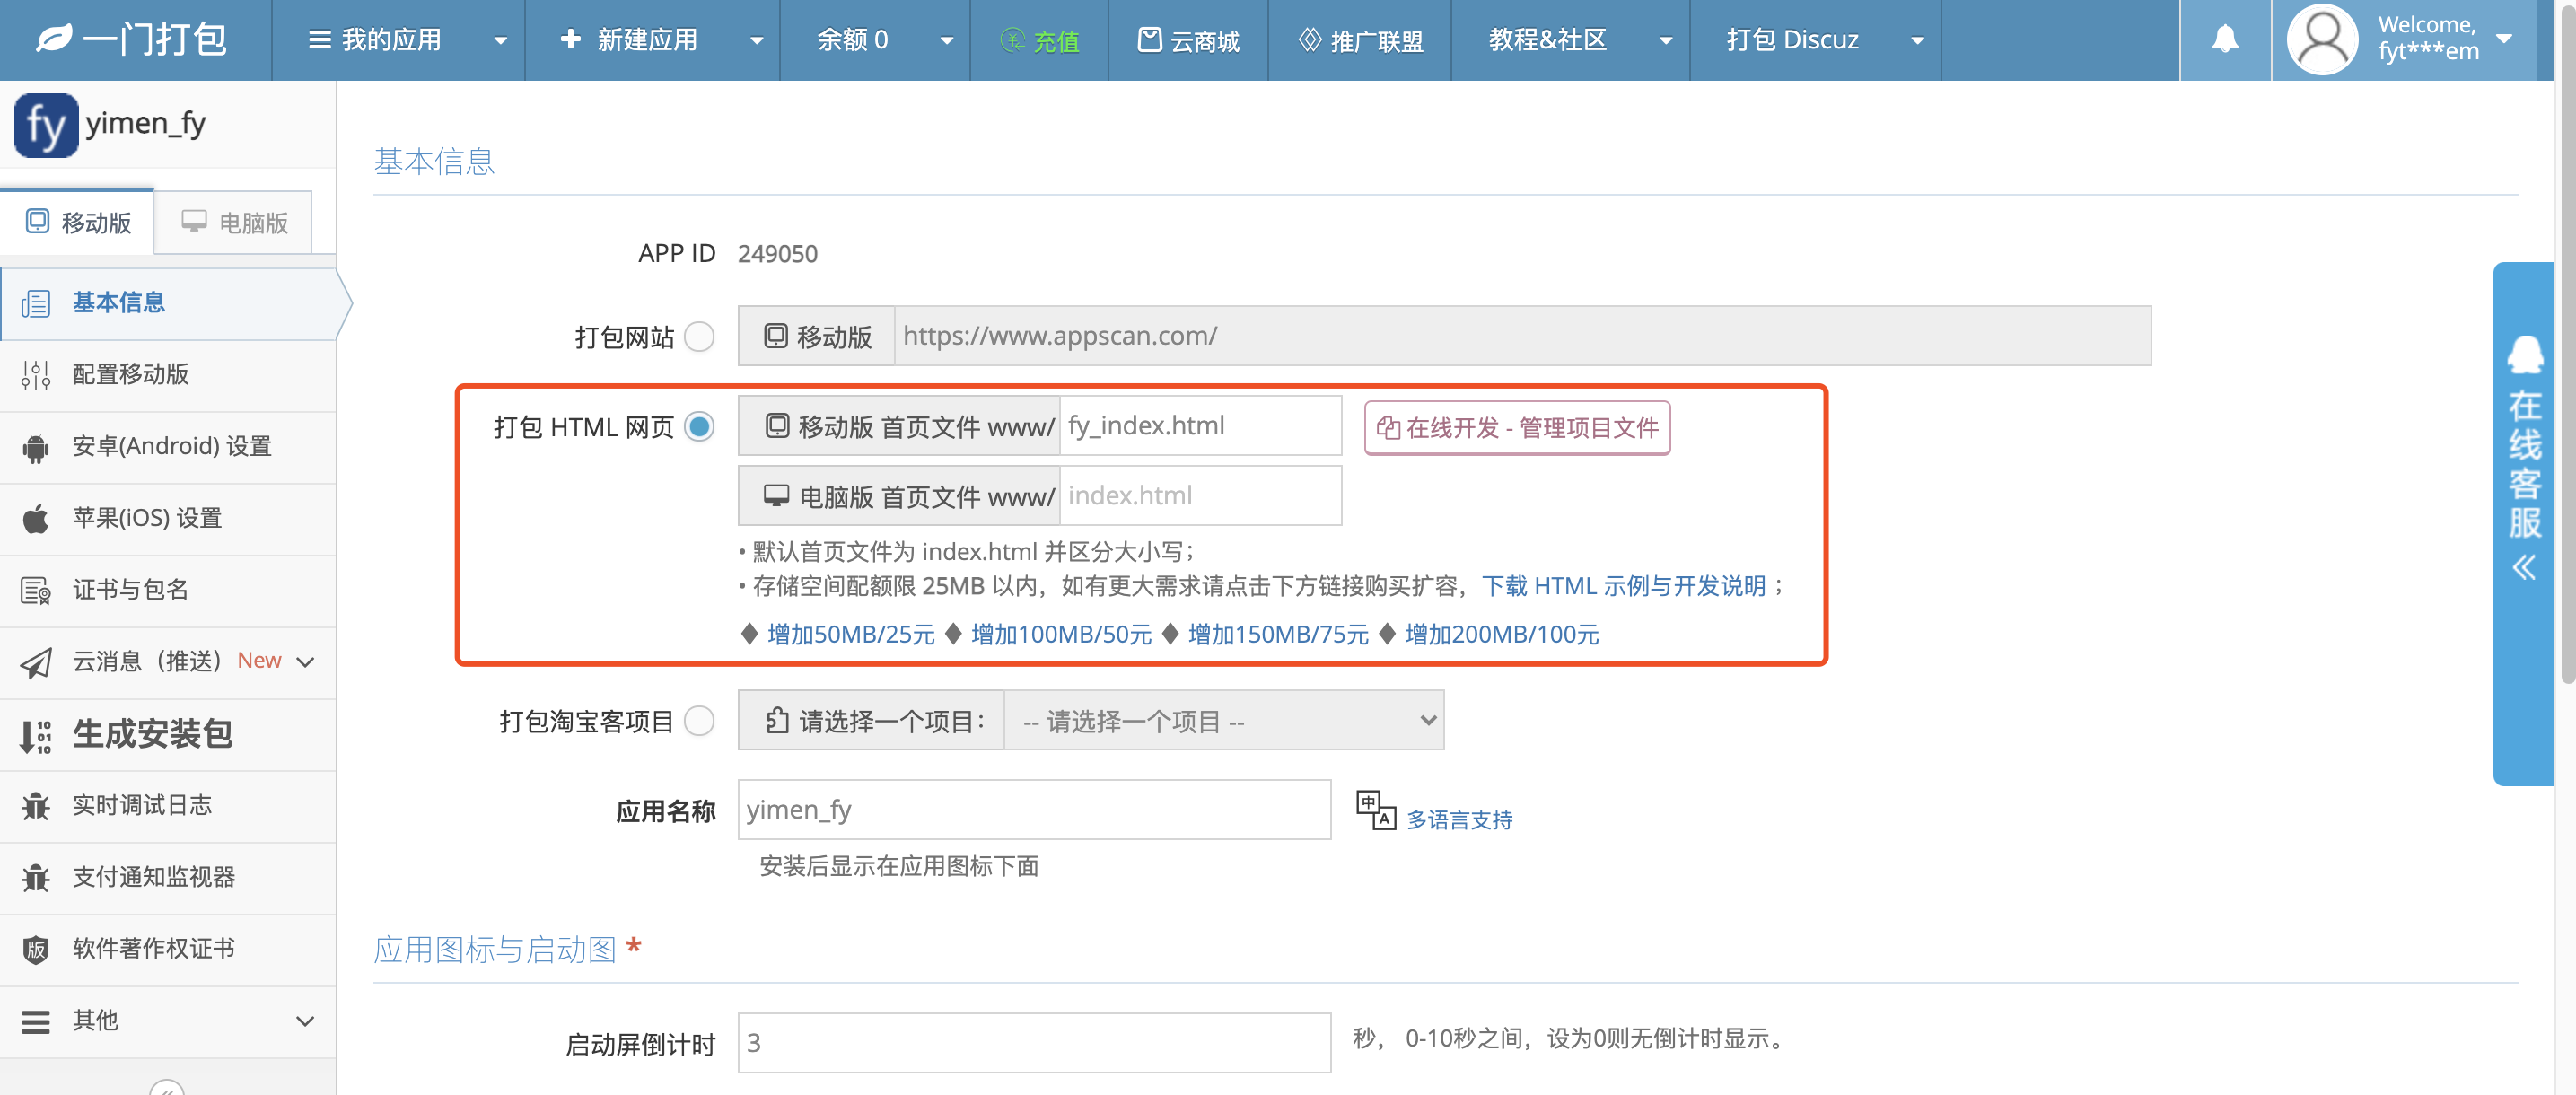 一门打包
我的应用
新建应用
余额 0
充值
云商城
推广联盟
教程&社区
打包 Discuz
Welcome,
fyt***em
fy yimen_fy
移动版
电脑版
基本信息
配置移动版
安卓(Android) 设置
苹果(iOS) 设置
证书与包名
云消息（推送） New
生成安装包
实时调试日志
支付通知监视器
软件著作权证书
其他
基本信息
APP ID 249050
打包网站 移动版 https://www.appscan.com/
打包 HTML 网页 移动版 首页文件 www/ fy_index.html 在线开发 - 管理项目文件
电脑版 首页文件 www/ index.html
• 默认首页文件为 index.html 并区分大小写；
• 存储空间配额限 25MB 以内，如有更大需求请点击下方链接购买扩容，下载 HTML 示例与开发说明；
♦ 增加50MB/25元 ♦ 增加100MB/50元 ♦ 增加150MB/75元 ♦ 增加200MB/100元
打包淘宝客项目 请选择一个项目： -- 请选择一个项目 --
应用名称 yimen_fy 中 A 多语言支持
安装后显示在应用图标下面
应用图标与启动图 *
启动屏倒计时 3 秒， 0-10秒之间，设为0则无倒计时显示。
在线客服